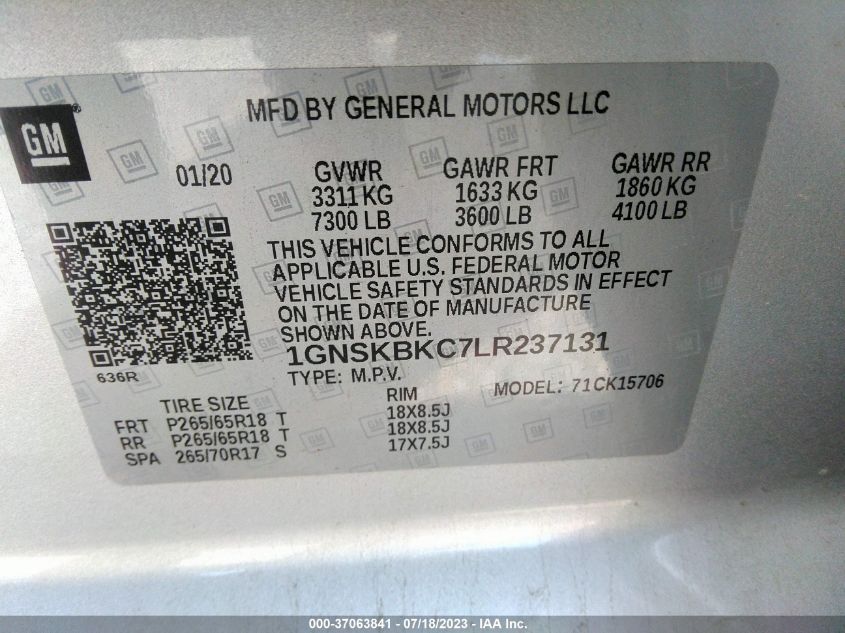 GM
MFD BY GENERAL MOTORS LLC
01/20
GVWR GAWR FRT GAWR RR
3311 KG 1633 KG 1860 KG
7300 LB 3600 LB 4100 LB
THIS VEHICLE CONFORMS TO ALL
APPLICABLE U.S. FEDERAL MOTOR
VEHICLE SAFETY STANDARDS IN EFFECT
ON THE DATE OF MANUFACTURE
SHOWN ABOVE.
1GNSKBKC7LR237131
636R
TYPE: M.P.V. MODEL: 71CK15706
TIRE SIZE RIM
FRT P265/65R18 T 18X8.5J
RR P265/65R18 T 18X8.5J
SPA 265/70R17 S 17X7.5J
000-37063841 / 07/18/2023 - IAA Inc.